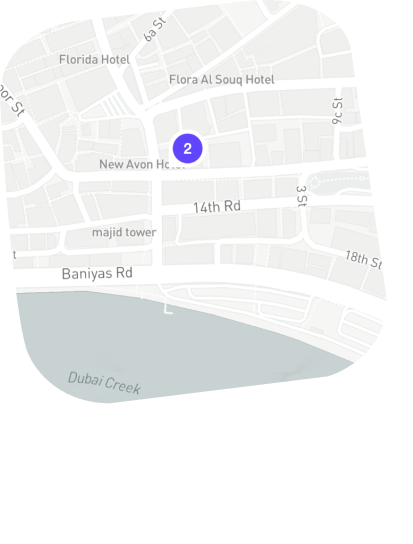 6a St
Florida Hotel
Flora Al Souq Hotel
oor St
9c St
2
New Avon Hotel
3 St
14th Rd
majid tower
t
18th St
Baniyas Rd
Dubai Creek